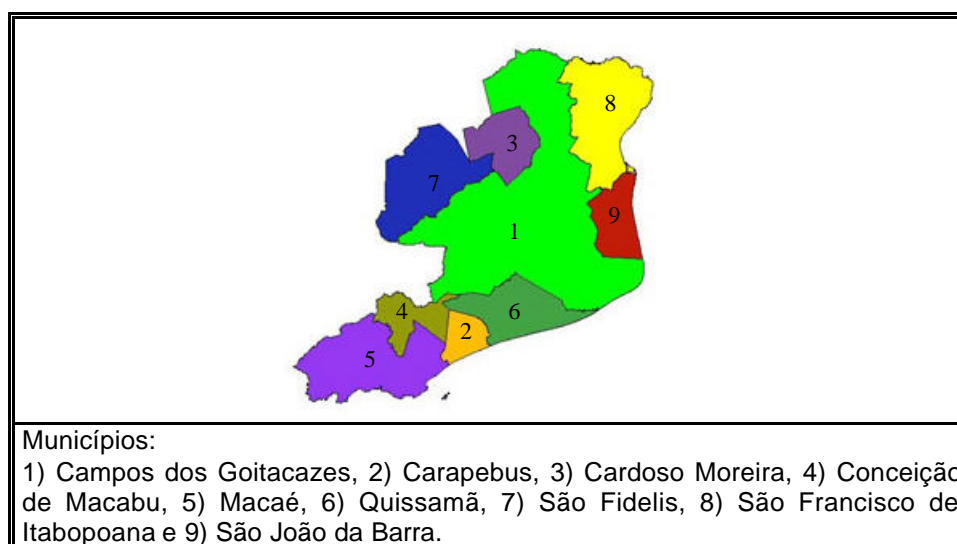 8
3
7
9
1
4
6
2
5
Municípios:
1) Campos dos Goitacazes, 2) Carapebus, 3) Cardoso Moreira, 4) Conceição
de Macabu, 5) Macaé, 6) Quissamã, 7) São Fidelis, 8) São Francisco de
Itabopoana e 9) São João da Barra.